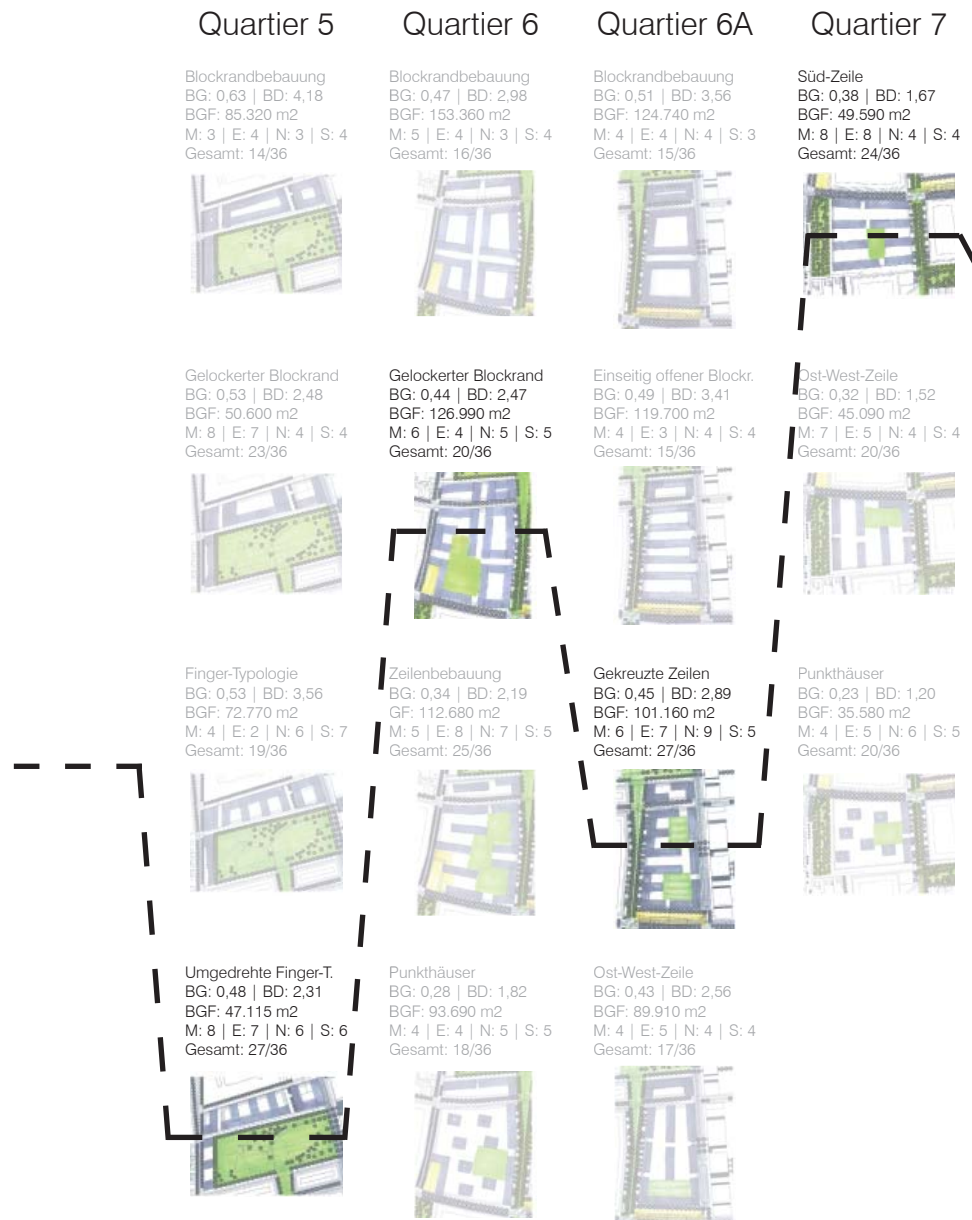 Quartier 5
Quartier 6
Quartier 6A
Quartier 7
Blockrandbebauung
BG: 0,63 | BD: 4,18
BGF: 85.320 m2
M: 3 | E: 4 | N: 3 | S: 4
Gesamt: 14/36
Blockrandbebauung
BG: 0,47 | BD: 2,98
BGF: 153.360 m2
M: 5 | E: 4 | N: 3 | S: 4
Gesamt: 16/36
Blockrandbebauung
BG: 0,51 | BD: 3,56
BGF: 124.740 m2
M: 4 | E: 4 | N: 4 | S: 3
Gesamt: 15/36
Süd-Zeile
BG: 0,38 | BD: 1,67
BGF: 49.590 m2
M: 8 | E: 8 | N: 4 | S: 4
Gesamt: 24/36
Gelockerter Blockrand
BG: 0,53 | BD: 2,48
BGF: 50.600 m2
M: 8 | E: 7 | N: 4 | S: 4
Gesamt: 23/36
Gelockerter Blockrand
BG: 0,44 | BD: 2,47
BGF: 126.990 m2
M: 6 | E: 4 | N: 5 | S: 5
Gesamt: 20/36
Einseitig offener Blockr.
BG: 0,49 | BD: 3,41
BGF: 119.700 m2
M: 4 | E: 3 | N: 4 | S: 4
Gesamt: 15/36
Ost-West-Zeile
BG: 0,32 | BD: 1,52
BGF: 45.090 m2
M: 7 | E: 5 | N: 4 | S: 4
Gesamt: 20/36
Finger-Typologie
BG: 0,53 | BD: 3,56
BGF: 72.770 m2
M: 4 | E: 2 | N: 6 | S: 7
Gesamt: 19/36
Zeilenbebauung
BG: 0,34 | BD: 2,19
GF: 112.680 m2
M: 5 | E: 8 | N: 7 | S: 5
Gesamt: 25/36
Gekreuzte Zeilen
BG: 0,45 | BD: 2,89
BGF: 101.160 m2
M: 6 | E: 7 | N: 9 | S: 5
Gesamt: 27/36
Punkthäuser
BG: 0,23 | BD: 1,20
BGF: 35.580 m2
M: 4 | E: 5 | N: 6 | S: 5
Gesamt: 20/36
Umgedrehte Finger-T.
BG: 0,48 | BD: 2,31
BGF: 47.115 m2
M: 8 | E: 7 | N: 6 | S: 6
Gesamt: 27/36
Punkthäuser
BG: 0,28 | BD: 1,82
BGF: 93.690 m2
M: 4 | E: 4 | N: 5 | S: 5
Gesamt: 18/36
Ost-West-Zeile
BG: 0,43 | BD: 2,56
BGF: 89.910 m2
M: 4 | E: 5 | N: 4 | S: 4
Gesamt: 17/36